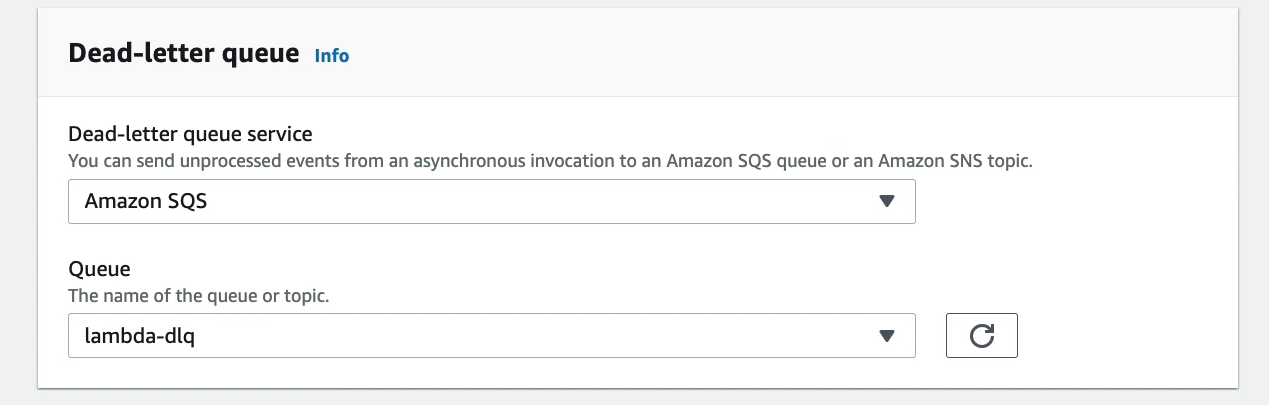 Dead-letter queue Info
Dead-letter queue service
You can send unprocessed events from an asynchronous invocation to an Amazon SQS queue or an Amazon SNS topic.
Amazon SQS
Queue
The name of the queue or topic.
lambda-dlq